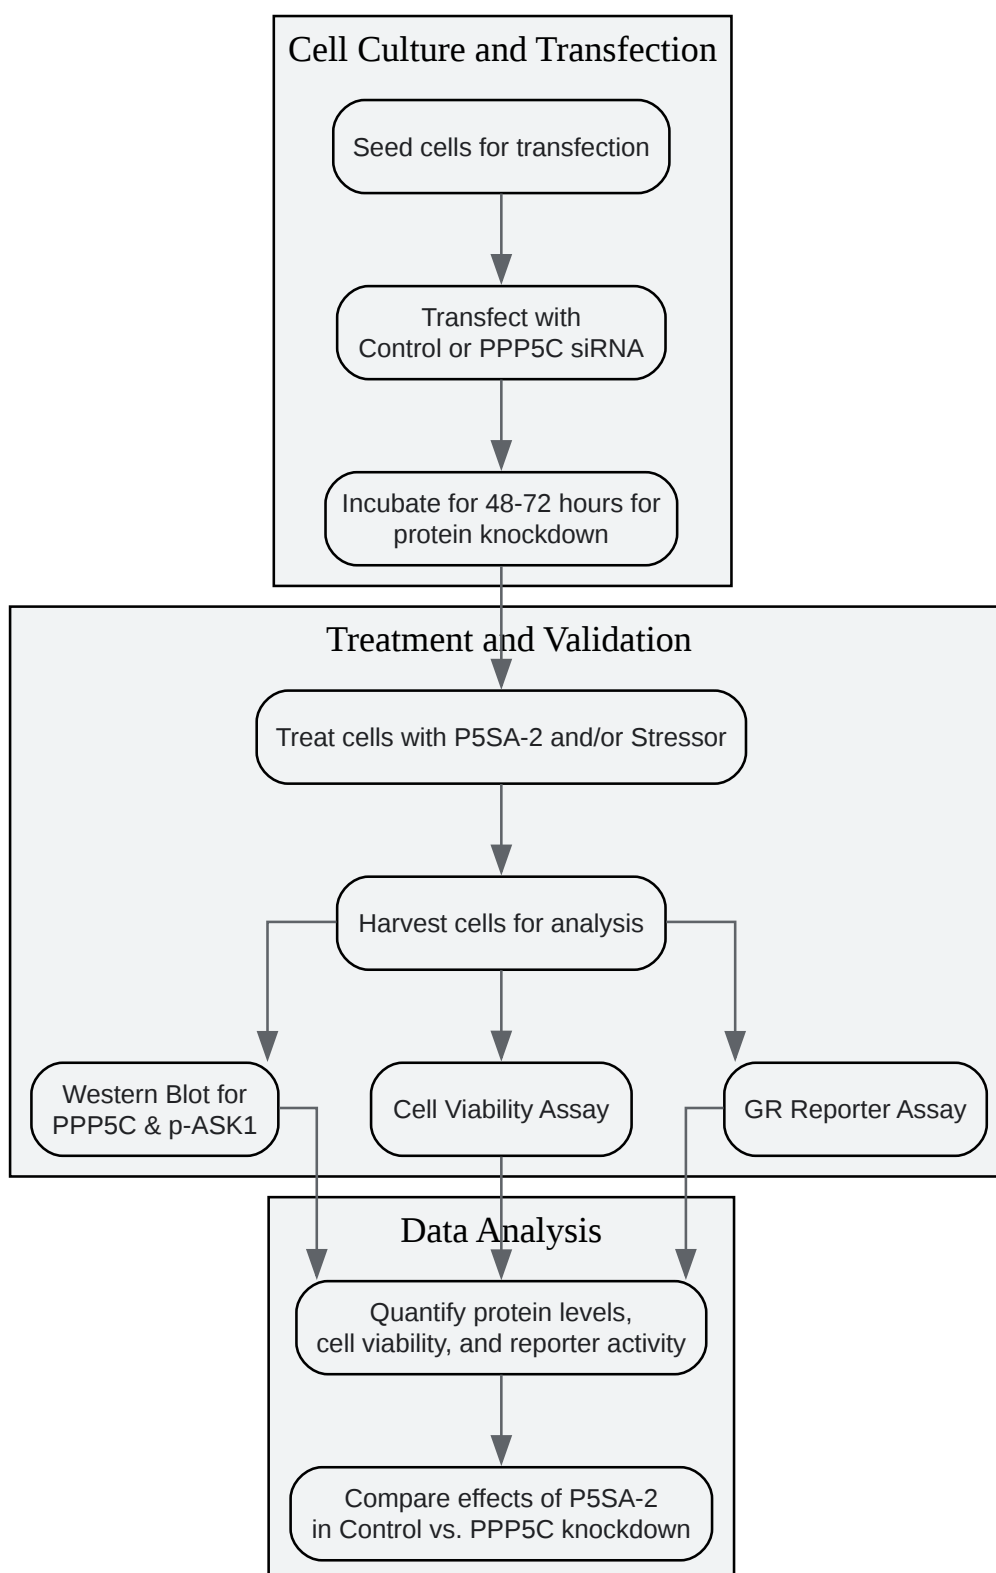 Cell Culture and Transfection
Seed cells for transfection
Transfect with
Control or PPP5C siRNA
Incubate for 48-72 hours for
protein knockdown
Treatment and Validation
Treat cells with P5SA-2 and/or Stressor
Harvest cells for analysis
Western Blot for
PPP5C & p-ASK1
Cell Viability Assay
GR Reporter Assay
Data Analysis
Quantify protein levels,
cell viability, and reporter activity
Compare effects of P5SA-2
in Control vs. PPP5C knockdown